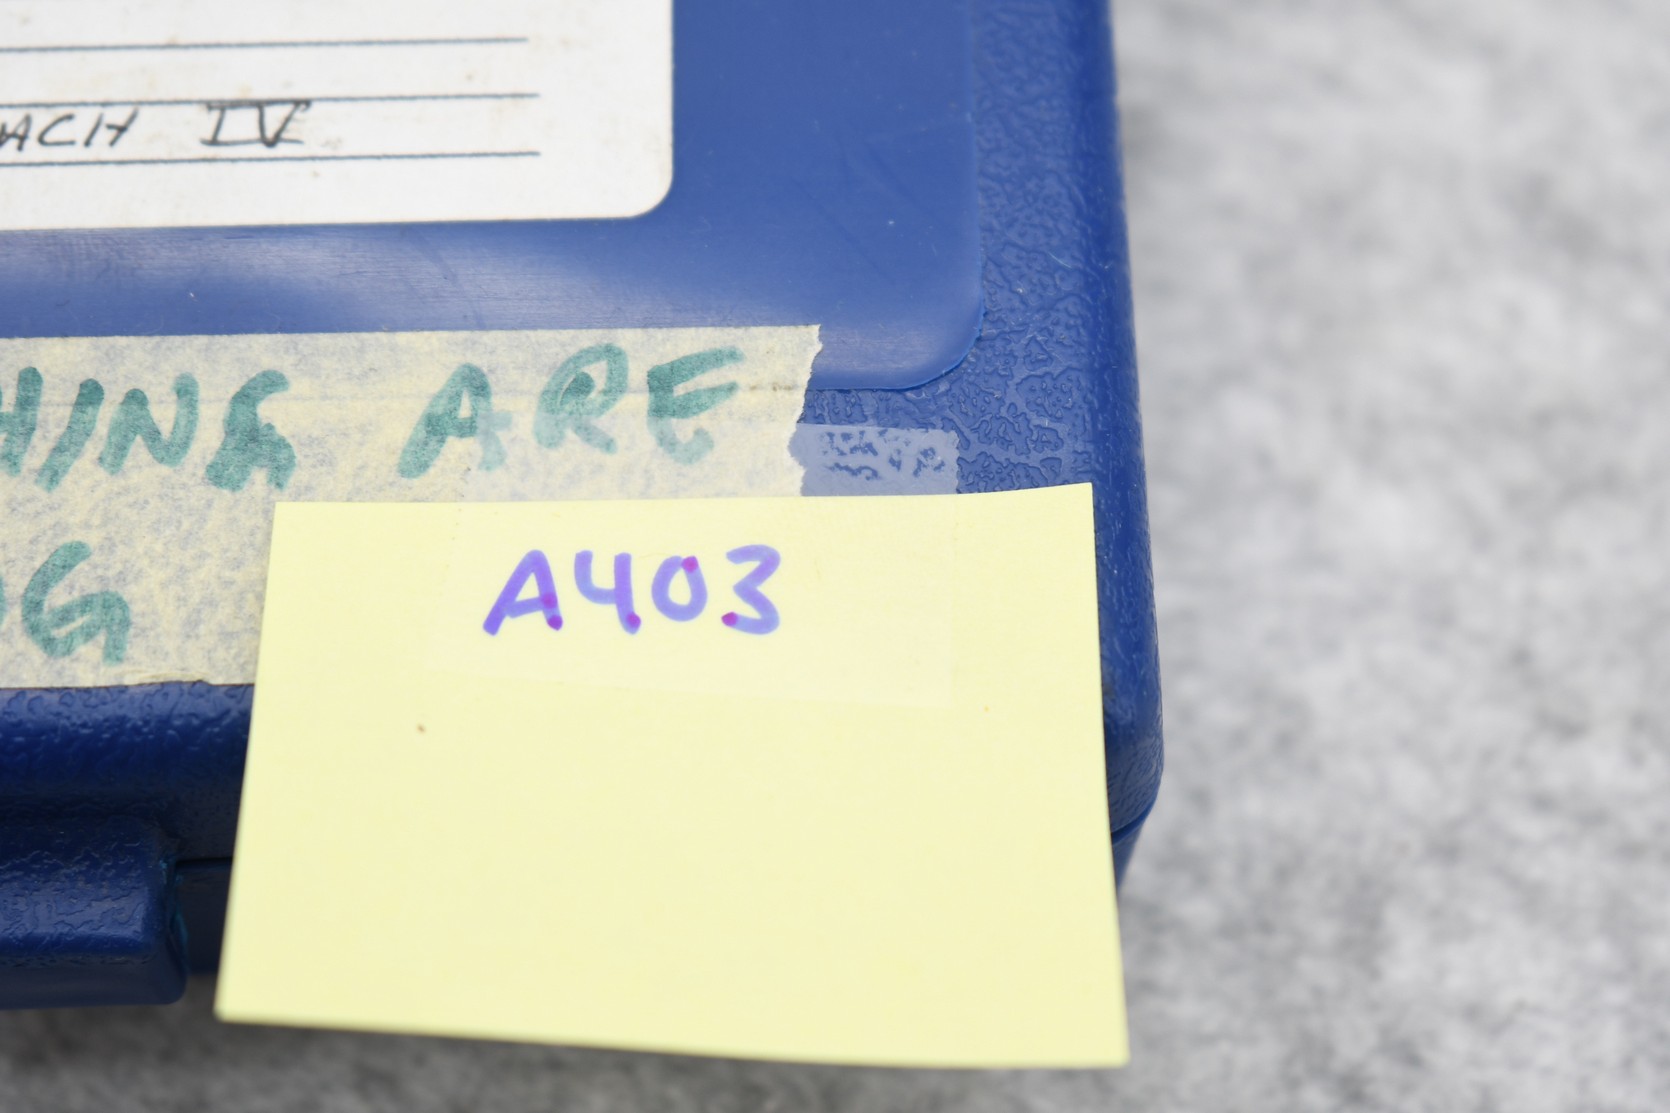 ACH IV
HING ARE
OG
A403